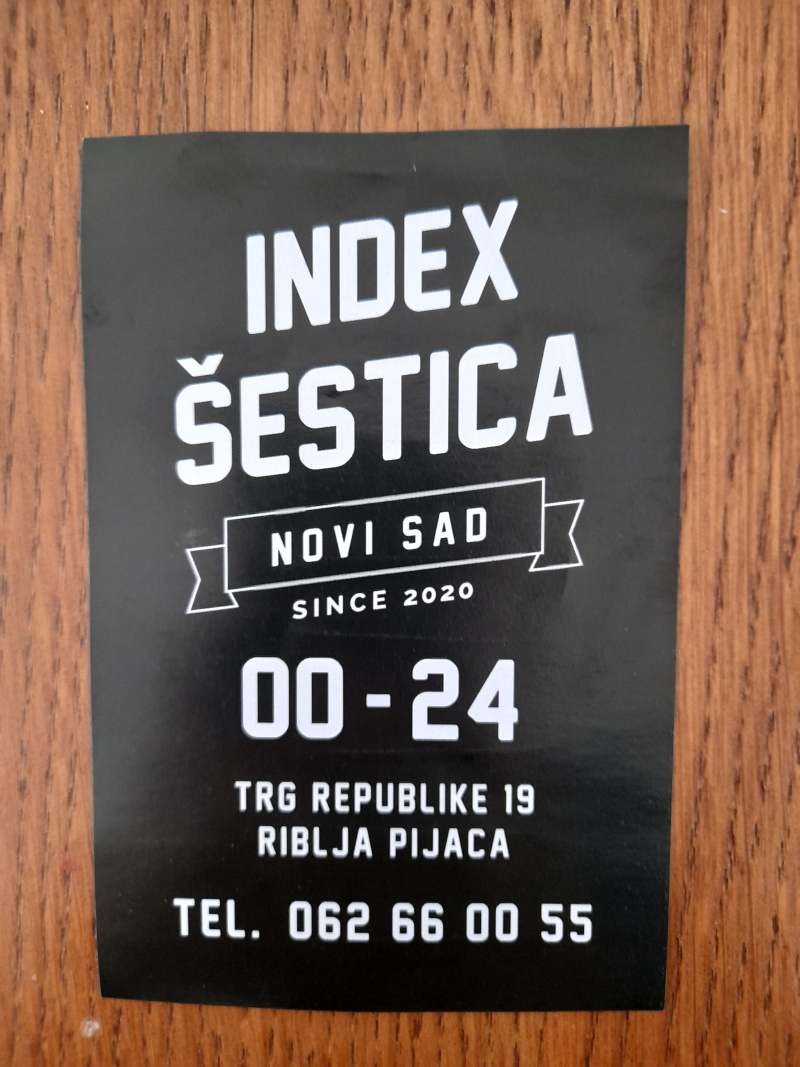 INDEX
ŠESTICA
NOVI SAD
SINCE 2020
00 - 24
TRG REPUBLIKE 19
RIBLJA PIJACA
TEL. 062 66 00 55